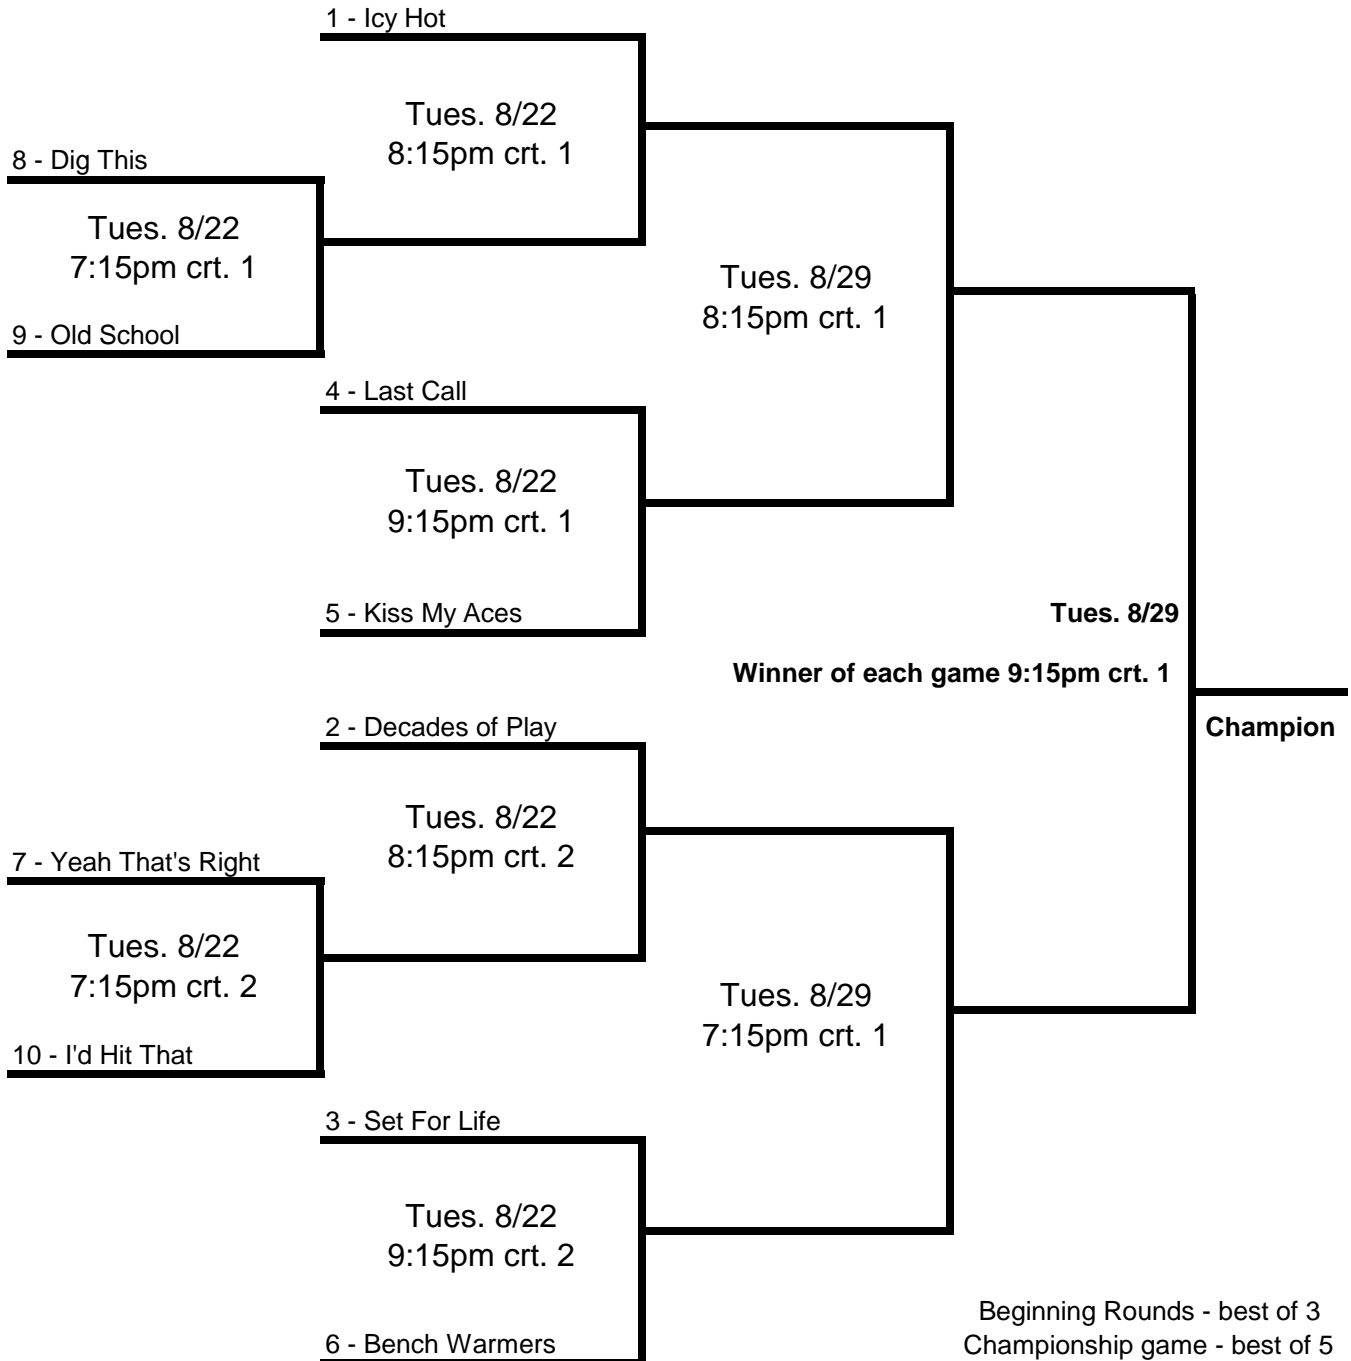 1 - Icy Hot
Tues. 8/22
8:15pm crt. 1
8 - Dig This
Tues. 8/22
7:15pm crt. 1
9 - Old School
Tues. 8/29
8:15pm crt. 1
4 - Last Call
Tues. 8/22
9:15pm crt. 1
5 - Kiss My Aces
Tues. 8/29
Winner of each game 9:15pm crt. 1
Champion
2 - Decades of Play
Tues. 8/22
8:15pm crt. 2
7 - Yeah That's Right
Tues. 8/22
7:15pm crt. 2
10 - I'd Hit That
Tues. 8/29
7:15pm crt. 1
3 - Set For Life
Tues. 8/22
9:15pm crt. 2
6 - Bench Warmers
Beginning Rounds - best of 3
Championship game - best of 5